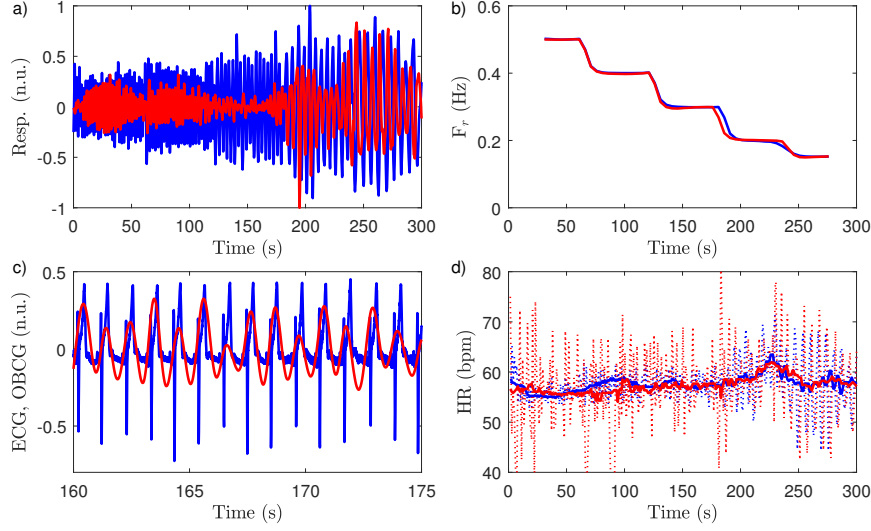 a)
1
0.5
0
-0.5
-1
Resp. (n.u.)
0 50 100 150 200 250 300
Time (s)
b)
0.6
0.4
0.2
0
F_r (Hz)
0 50 100 150 200 250 300
Time (s)
c)
0.5
0
-0.5
ECG, OBCG (n.u.)
160 165 170 175
Time (s)
d)
80
70
60
50
40
HR (bpm)
0 50 100 150 200 250 300
Time (s)